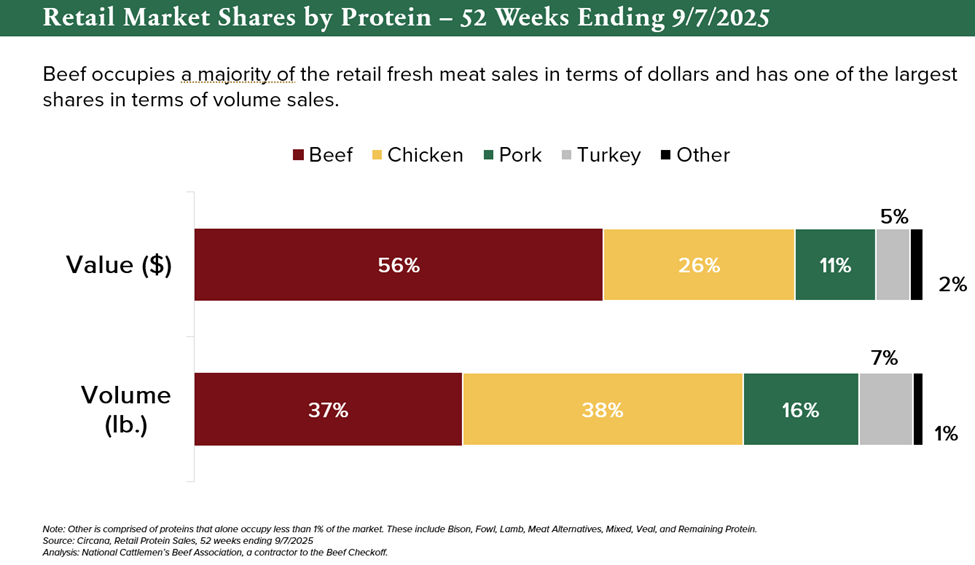 Retail Market Shares by Protein – 52 Weeks Ending 9/7/2025
Beef occupies a majority of the retail fresh meat sales in terms of dollars and has one of the largest
shares in terms of volume sales.
Beef Chicken Pork Turkey Other
5%
Value ($) 56% 26% 11%
2%
7%
Volume
(lb.) 37% 38% 16%
1%
Note: Other is comprised of proteins that alone occupy less than 1% of the market. These include Bison, Fowl, Lamb, Meat Alternatives, Mixed, Veal, and Remaining Protein.
Source: Circana, Retail Protein Sales, 52 weeks ending 9/7/2025
Analysis: National Cattlemen's Beef Association, a contractor to the Beef Checkoff.